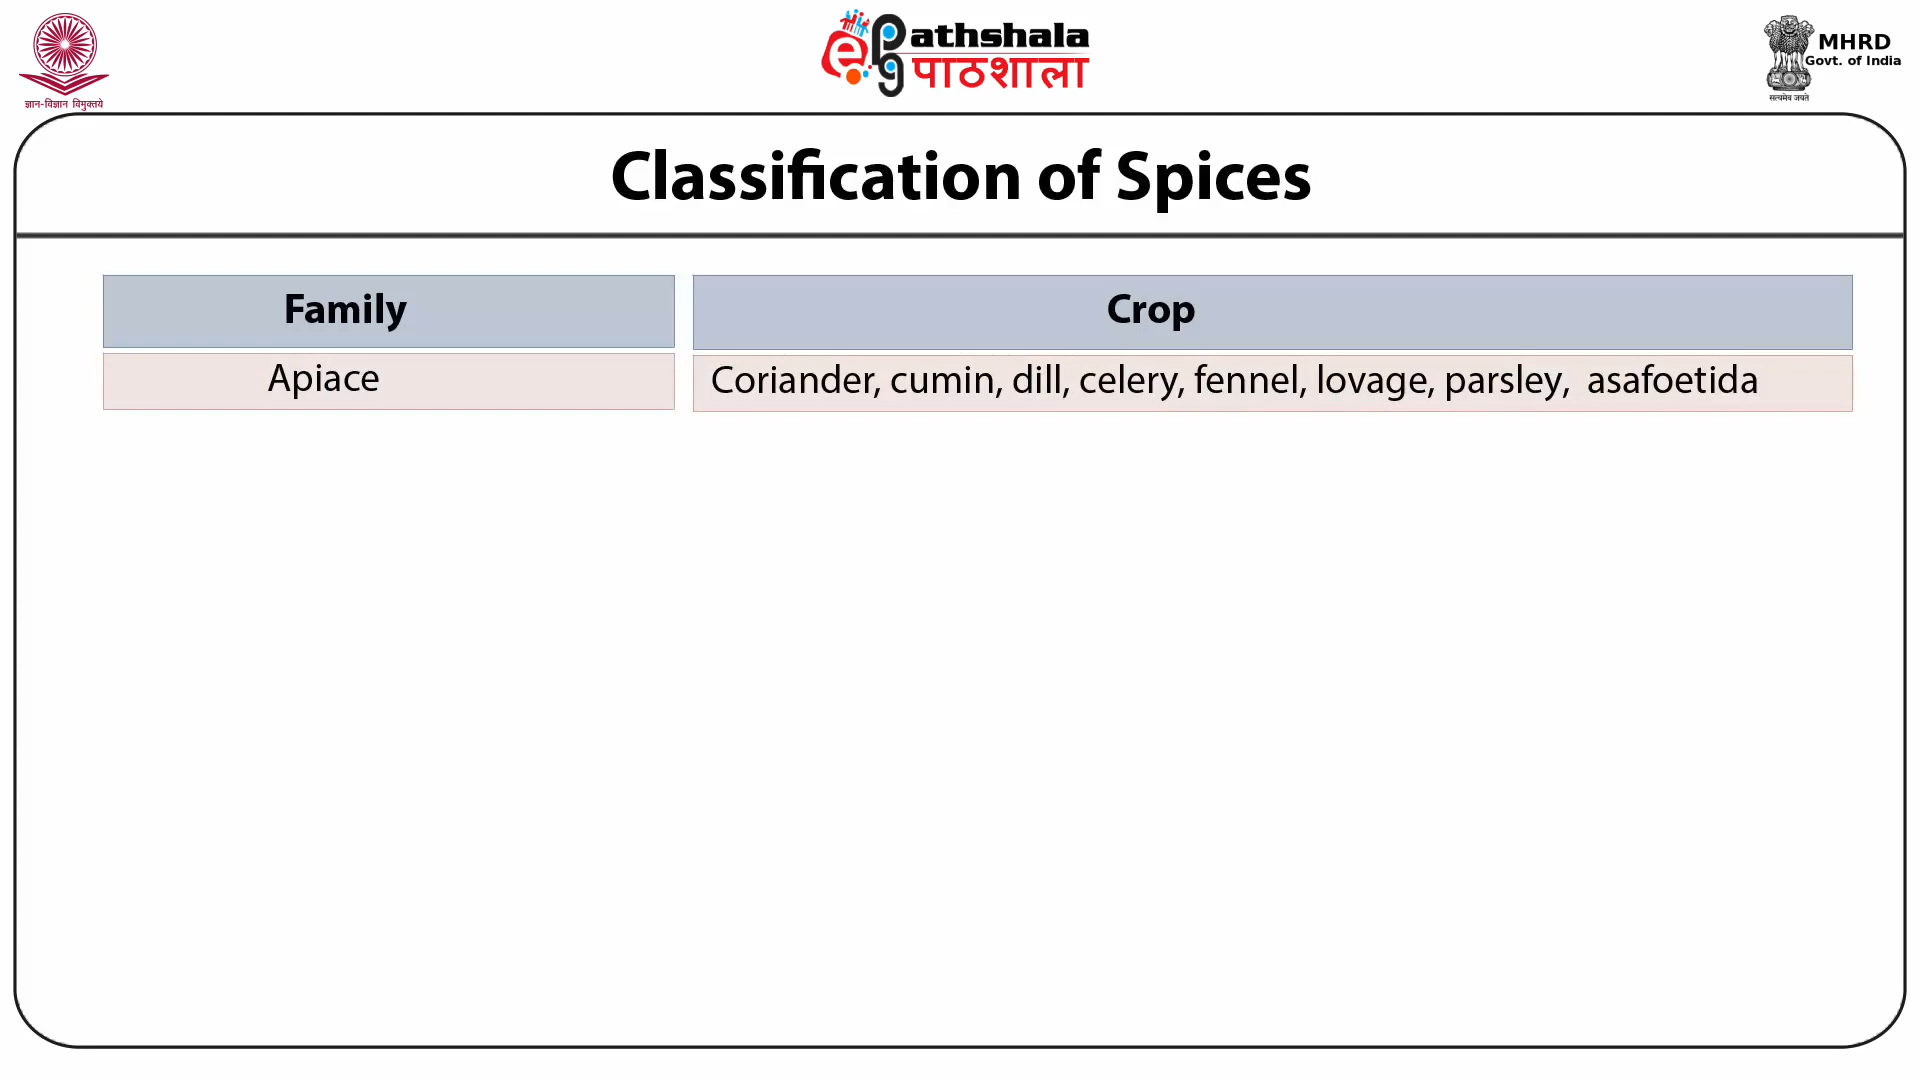 ज्ञान-विज्ञान विमुक्तये
e pg athshala
पाठशाला
MHRD
Govt. of India
सत्यमेव जयते
Classification of Spices
Family Crop
Apiace Coriander, cumin, dill, celery, fennel, lovage, parsley, asafoetida